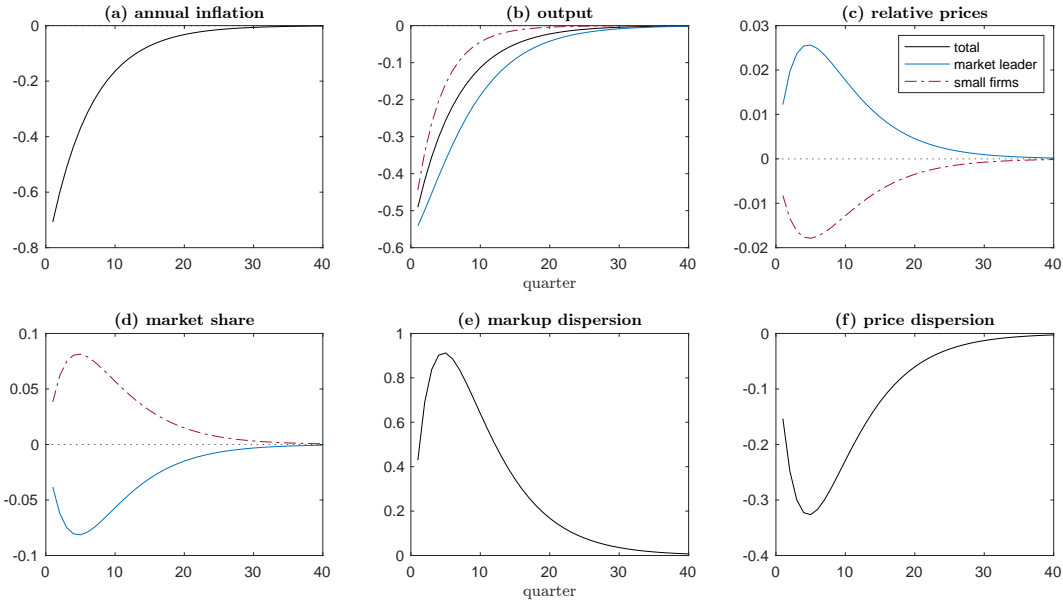 (a) annual inflation
0
-0.2
-0.4
-0.6
-0.8
0 10 20 30 40
(b) output
0
-0.1
-0.2
-0.3
-0.4
-0.5
-0.6
0 10 20 30 40
quarter
(c) relative prices
0.03
0.02
0.01
0
-0.01
-0.02
0 10 20 30 40
total
market leader
small firms
(d) market share
0.1
0.05
0
-0.05
-0.1
0 10 20 30 40
(e) markup dispersion
1
0.8
0.6
0.4
0.2
0
0 10 20 30 40
quarter
(f) price dispersion
0
-0.1
-0.2
-0.3
-0.4
0 10 20 30 40